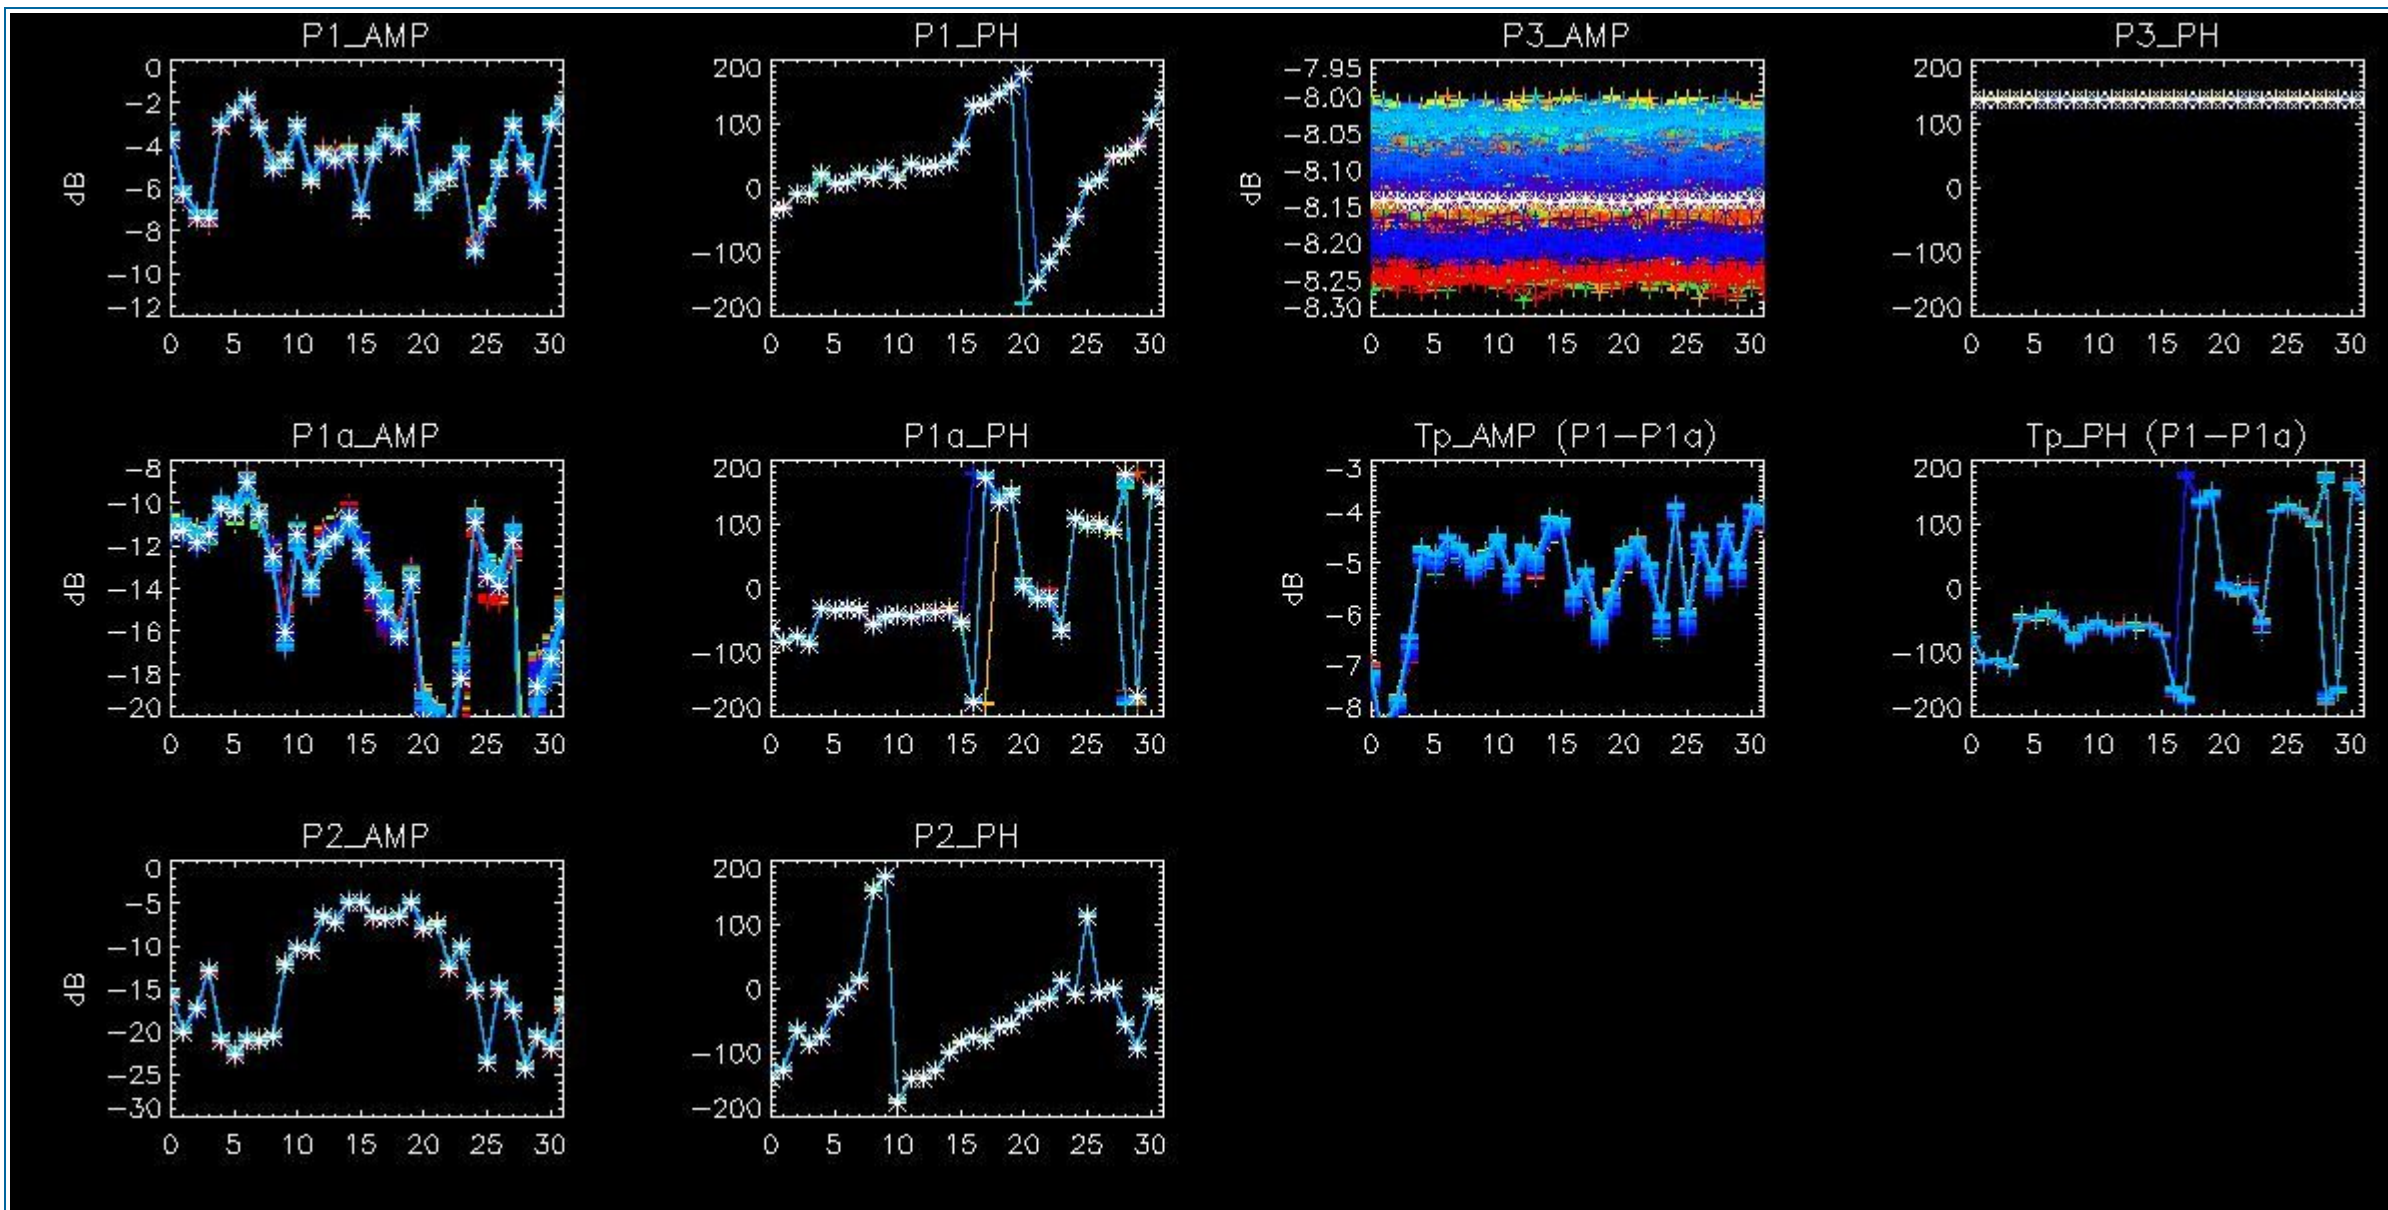 P1_AMP
0
−2
−4
−6
−8
−10
−12
dB
0 5 10 15 20 25 30
P1_PH
200
100
0
−100
−200
0 5 10 15 20 25 30
P3_AMP
−7.95
−8.00
−8.05
−8.10
−8.15
−8.20
−8.25
−8.30
dB
0 5 10 15 20 25 30
P3_PH
200
100
0
−100
−200
0 5 10 15 20 25 30
P1a_AMP
−8
−10
−12
−14
−16
−18
−20
dB
0 5 10 15 20 25 30
P1a_PH
200
100
0
−100
−200
0 5 10 15 20 25 30
Tp_AMP (P1−P1a)
−3
−4
−5
−6
−7
−8
dB
0 5 10 15 20 25 30
Tp_PH (P1−P1a)
200
100
0
−100
−200
0 5 10 15 20 25 30
P2_AMP
0
−5
−10
−15
−20
−25
−30
dB
0 5 10 15 20 25 30
P2_PH
200
100
0
−100
−200
0 5 10 15 20 25 30